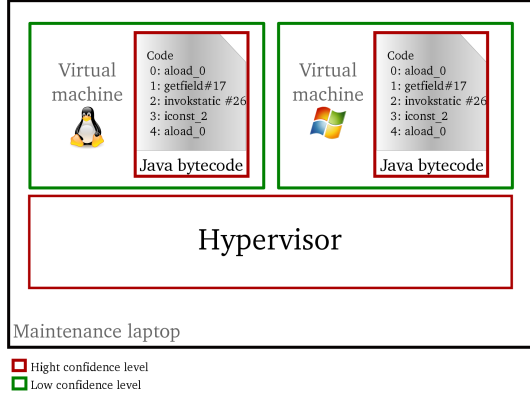 Virtual
machine
Code
0: aload_0
1: getfield#17
2: invokstatic #26
3: iconst_2
4: aload_0
Java bytecode
Virtual
machine
Code
0: aload_0
1: getfield#17
2: invokstatic #26
3: iconst_2
4: aload_0
Java bytecode
Hypervisor
Maintenance laptop
Hight confidence level
Low confidence level